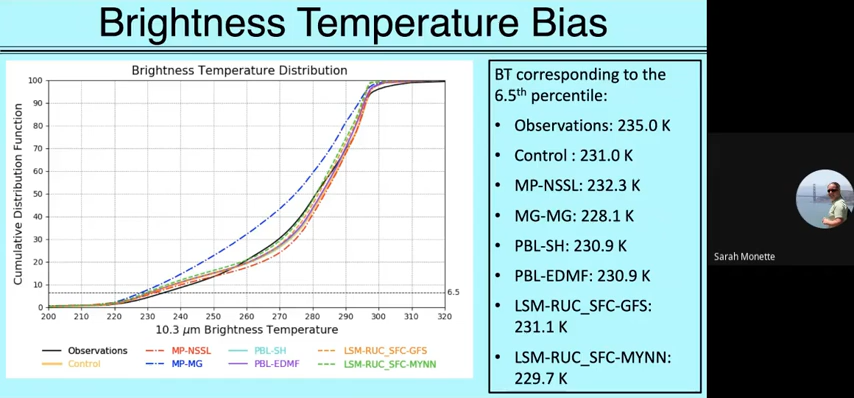 Brightness Temperature Bias
Brightness Temperature Distribution
Cumulative Distribution Function
100
90
80
70
60
50
40
30
20
10
0
6.5
200 220 230 240 250 260 270 280 290 300 310 320
10.3 μm Brightness Temperature
Observations
Control
MP-NSSL
MP-MG
PBL-SH
PBL-EDMF
LSM-RUC_SFC-GFS
LSM-RUC_SFC-MYNN
BT corresponding to the
6.5th percentile:
• Observations: 235.0 K
• Control : 231.0 K
• MP-NSSL: 232.3 K
• MG-MG: 228.1 K
• PBL-SH: 230.9 K
• PBL-EDMF: 230.9 K
• LSM-RUC_SFC-GFS:
231.1 K
• LSM-RUC_SFC-MYNN:
229.7 K
Sarah Monette